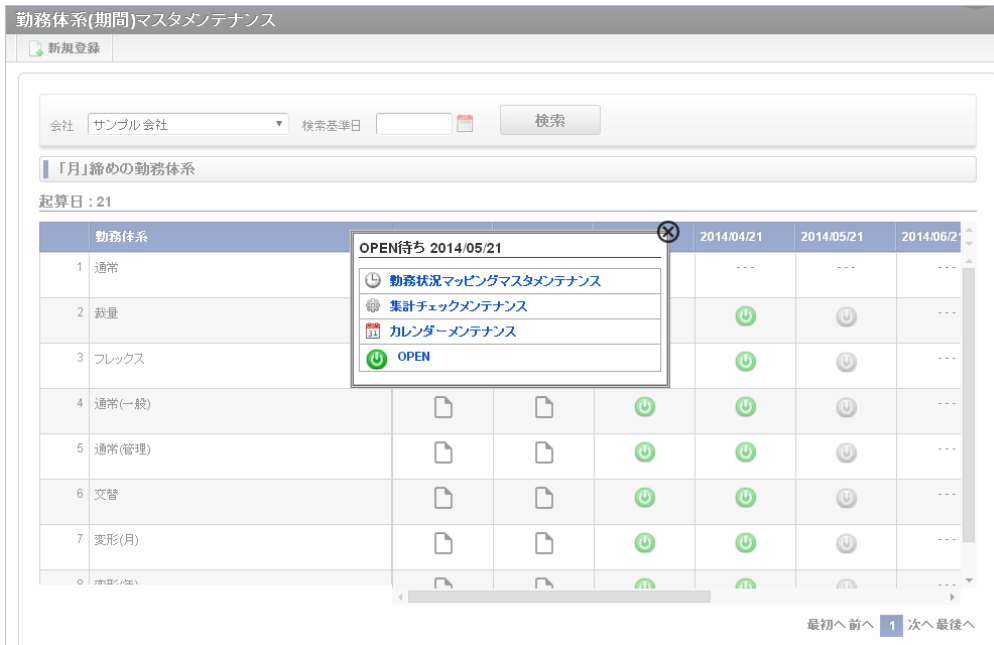 勤務体系(期間)マスタメンテナンス
新規登録
会社 サンプル会社 検索基準日 検索
「月」締めの勤務体系
起算日 : 21
勤務体系 2014/04/21 2014/05/21 2014/06/21
OPEN待ち 2014/05/21
勤務状況マッピングマスタメンテナンス
集計チェックメンテナンス
31 カレンダーメンテナンス
OPEN
1 通常 --- --- ---
2 裁量 ---
3 フレックス ---
4 通常(一般) ---
5 通常(管理) ---
6 交替 ---
7 変形(月) ---
最初へ 前へ 1 次へ 最後へ